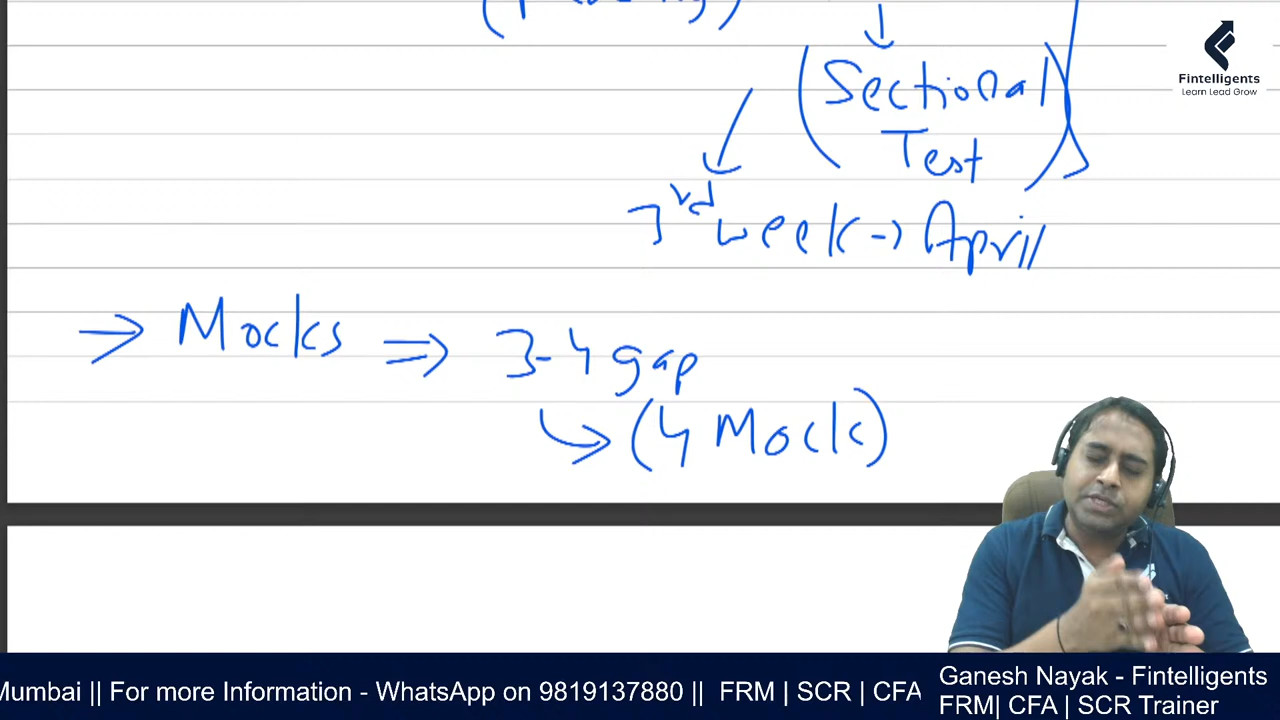 Fintelligents
Learn Lead Grow
(Sectional
Test)
3rd week -> April
=> Mocks => 3-4 gap
(4 Mock)
Mumbai || For more Information - WhatsApp on 9819137880 || FRM | SCR | CFA
Ganesh Nayak - Fintelligents
FRM| CFA | SCR Trainer